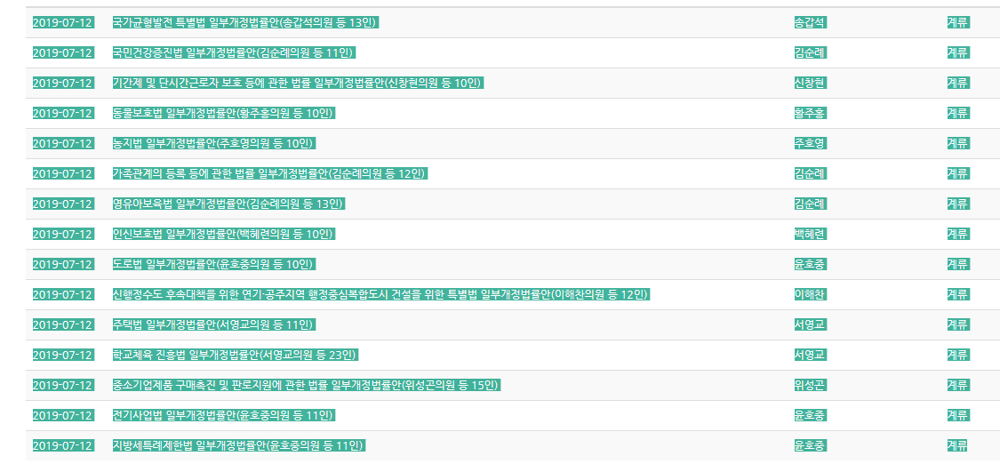 2019-07-12 국가균형발전 특별법 일부개정법률안(송갑석의원 등 13인) 송갑석 계류
2019-07-12 국민건강증진법 일부개정법률안(김순례의원 등 11인) 김순례 계류
2019-07-12 기간제 및 단시간근로자 보호 등에 관한 법률 일부개정법률안(신창현의원 등 10인) 신창현 계류
2019-07-12 동물보호법 일부개정법률안(황주홍의원 등 10인) 황주홍 계류
2019-07-12 농지법 일부개정법률안(주호영의원 등 10인) 주호영 계류
2019-07-12 가족관계의 등록 등에 관한 법률 일부개정법률안(김순례의원 등 12인) 김순례 계류
2019-07-12 영유아보육법 일부개정법률안(김순례의원 등 13인) 김순례 계류
2019-07-12 인신보호법 일부개정법률안(백혜련의원 등 10인) 백혜련 계류
2019-07-12 도로법 일부개정법률안(윤호중의원 등 10인) 윤호중 계류
2019-07-12 신행정수도 후속대책을 위한 연기·공주지역 행정중심복합도시 건설을 위한 특별법 일부개정법률안(이해찬의원 등 12인) 이해찬 계류
2019-07-12 주택법 일부개정법률안(서영교의원 등 11인) 서영교 계류
2019-07-12 학교체육 진흥법 일부개정법률안(서영교의원 등 23인) 서영교 계류
2019-07-12 중소기업제품 구매촉진 및 판로지원에 관한 법률 일부개정법률안(위성곤의원 등 15인) 위성곤 계류
2019-07-12 전기사업법 일부개정법률안(윤호중의원 등 11인) 윤호중 계류
2019-07-12 지방세특례제한법 일부개정법률안(윤호중의원 등 11인) 윤호중 계류